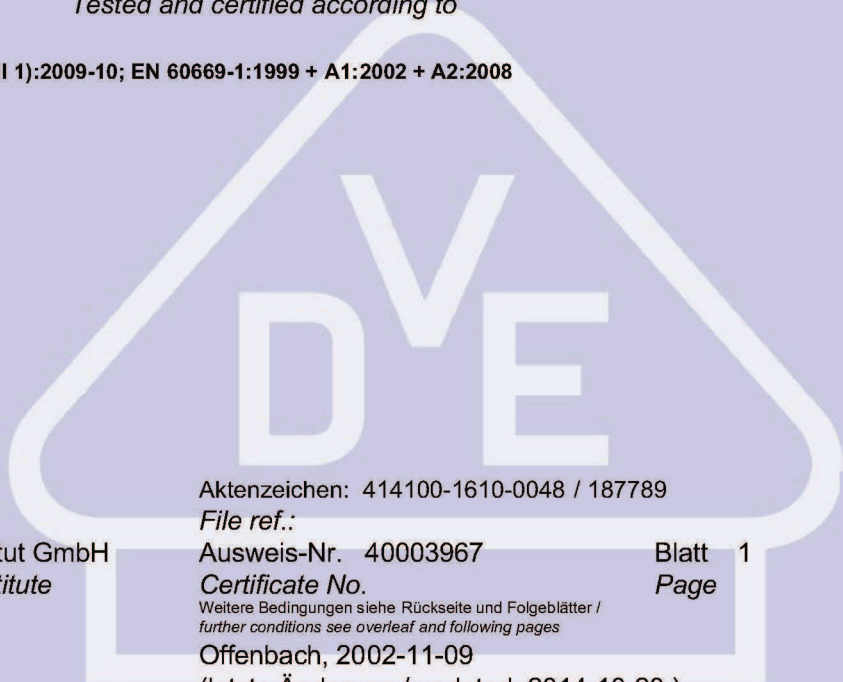 Tested and certified according to
1):2009-10; EN 60669-1:1999 + A1:2002 + A2:2008
VDE
Aktenzeichen: 414100-1610-0048 / 187789
File ref.:
GmbH Ausweis-Nr. 40003967 Blatt 1
Certificate No. Page
Weitere Bedingungen siehe Rückseite und Folgeblätter /
further conditions see overleaf and following pages
Offenbach, 2002-11-09